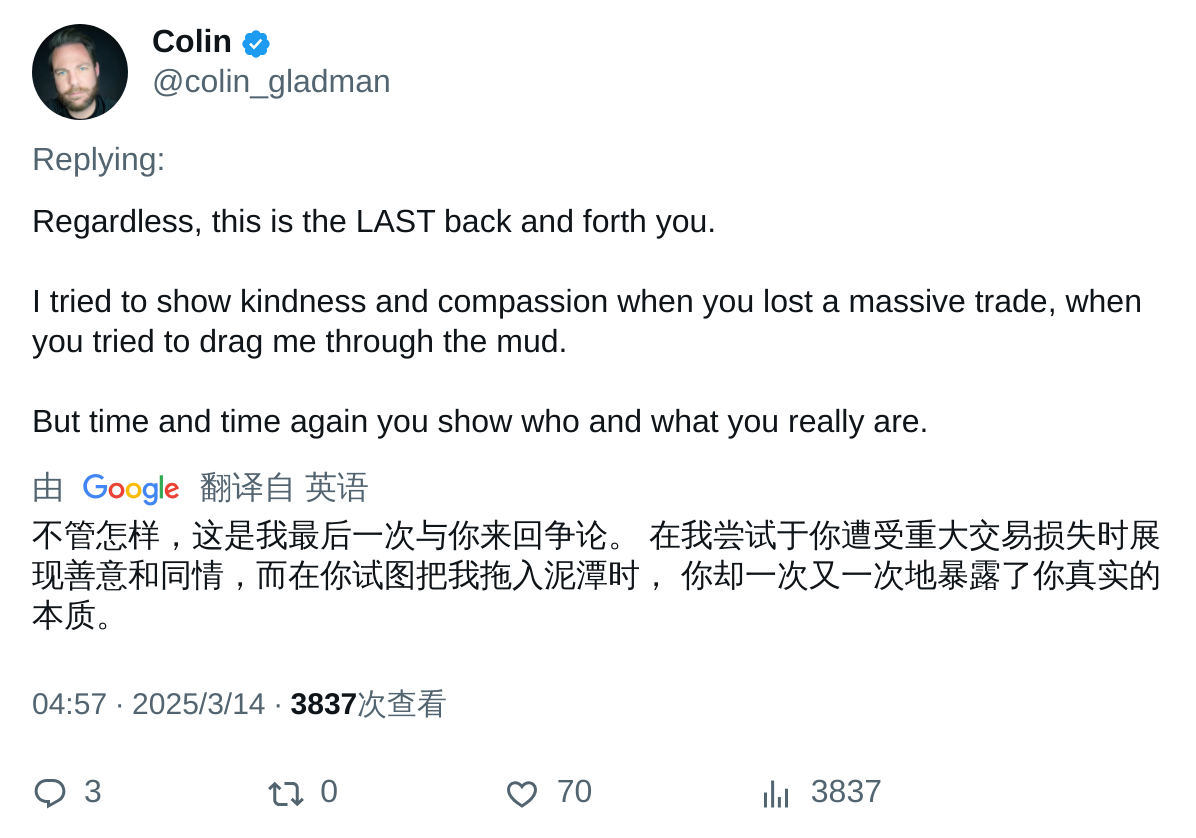 Colin
@colin_gladman
Replying:
Regardless, this is the LAST back and forth you.
I tried to show kindness and compassion when you lost a massive trade, when
you tried to drag me through the mud.
But time and time again you show who and what you really are.
由 Google 翻译自 英语
不管怎样，这是我最后一次与你来回争论。 在我尝试于你遭受重大交易损失时展
现善意和同情，而在你试图把我拖入泥潭时， 你却一次又一次地暴露了你真实的
本质。
04:57 · 2025/3/14 · 3837次查看
3 0 70 3837